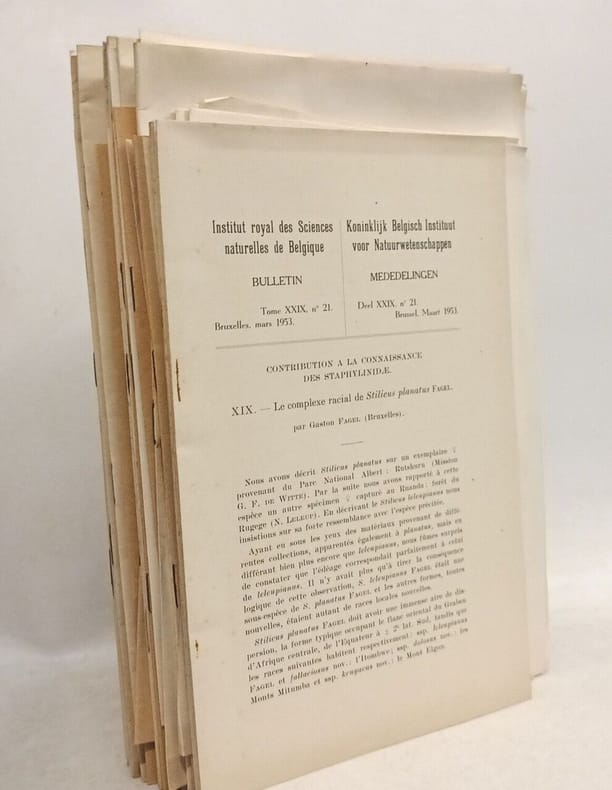 Institut royal des Sciences
naturelles de Belgique
BULLETIN
Tome XXIX, n° 21.
Bruxelles, mars 1953.
Koninklijk Belgisch Instituut
voor Natuurwetenschappen
MEDEDELINGEN
Deel XXIX, n° 21.
Brussel, Maart 1953.
CONTRIBUTION A LA CONNAISSANCE
DES STAPHYLINIDÆ.
XIX. — Le complexe racial de Stilicus planatus FAGEL.
par Gaston FAGEL (Bruxelles).
Nous avons décrit Stilicus planatus sur un exemplaire ♀
provenant du Parc National Albert : Rutshuru (Mission
G. F. DE WITTE). Par la suite nous avons rapporté à cette
espèce un autre spécimen ♀ capturé au Ruanda : forêt du
Rugege (N. LELEUP). En décrivant le Stilicus leleupianus nous
insistions sur sa forte ressemblance avec l'espèce précitée.
Ayant eu sous les yeux des matériaux provenant de diffé-
rentes collections, apparentés également à planatus, mais en
différant bien plus encore que leleupianus, nous fûmes surpris
de constater que l'édéage correspondait parfaitement à celui
de leleupianus. Il n'y avait plus qu'à tirer la conséquence
logique de cette observation, S. leleupianus FAGEL était une
sous-espèce de S. planatus FAGEL et les autres formes, toutes
nouvelles, étaient autant de races locales nouvelles.
Stilicus planatus FAGEL doit avoir une immense aire de dis-
persion, la forme typique occupant le flanc oriental du Graben
d'Afrique centrale, de l'Equateur à ± 2° lat. Sud, tandis que
les races suivantes habitent respectivement : ssp. leleupianus
FAGEL et fallaciosus nov. : l'Itombwe; ssp. dolosus nov. : les
Monts Mitumba et ssp. nov. : le Mont Elgon.